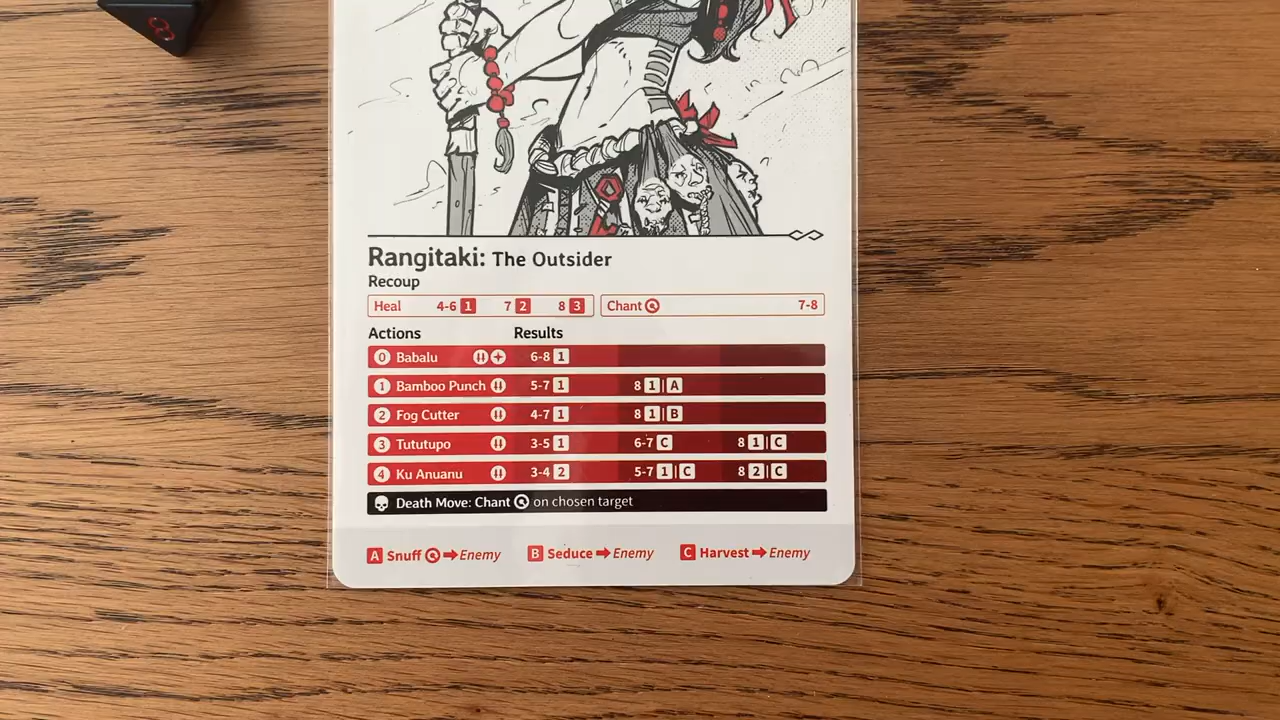 Rangitaki: The Outsider
Recoup
Heal 4-6 1 7 2 8 3 Chant 7-8
Actions Results
0 Babalu 6-8 1
1 Bamboo Punch 5-7 1 8 1 | A
2 Fog Cutter 4-7 1 8 1 | B
3 Tututupo 3-5 1 6-7 C 8 1 | C
4 Ku Anuanu 3-4 2 5-7 1 | C 8 2 | C
Death Move: Chant on chosen target
A Snuff Enemy B Seduce Enemy C Harvest Enemy